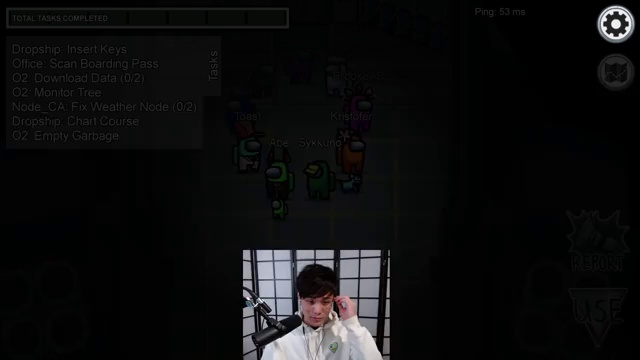 TOTAL TASKS COMPLETED
Ping: 53 ms
Dropship: Insert Keys
Office: Scan Boarding Pass
O2: Download Data (0/2)
O2: Monitor Tree
Node_CA: Fix Weather Node (0/2)
Dropship: Chart Course
O2: Empty Garbage
Tasks
Toast
Kristofer
Abe
Sykkuno
REPORT
USE